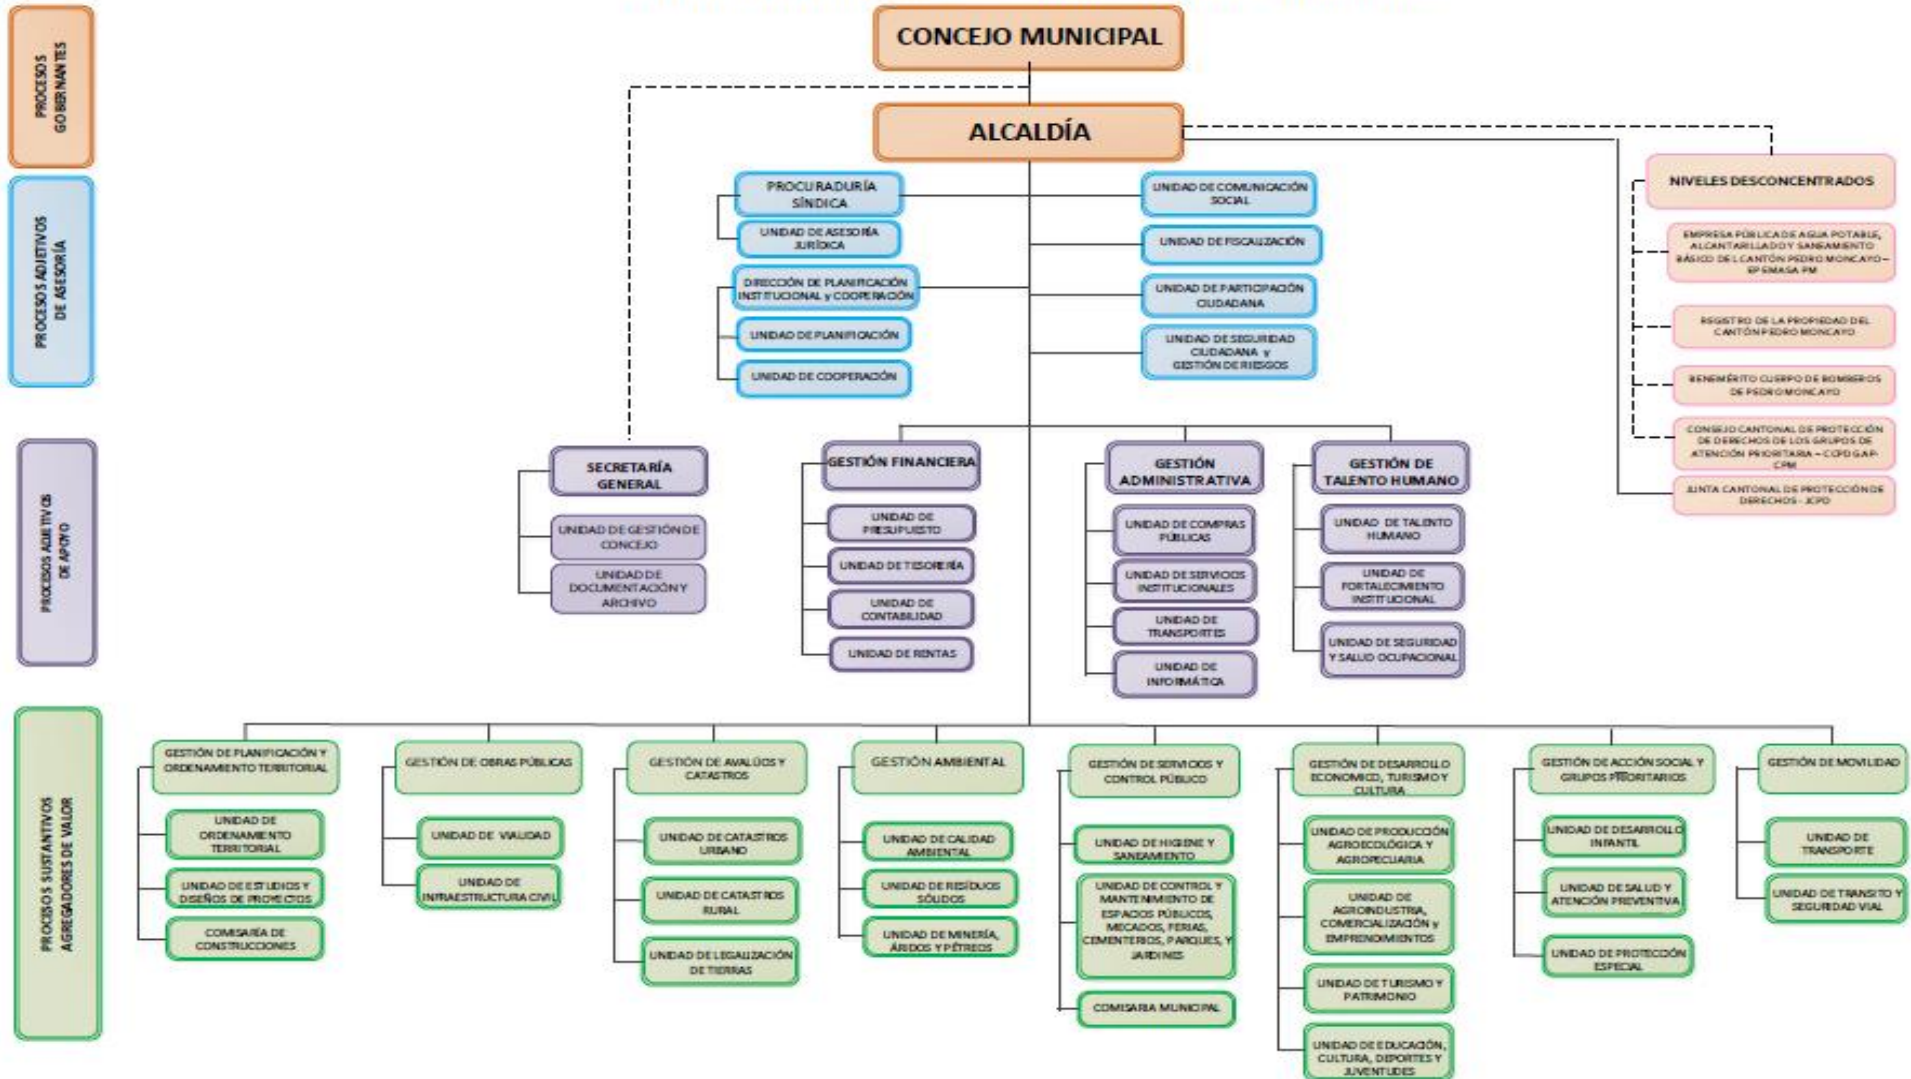 CONCEJO MUNICIPAL
ALCALDÍA
PROCESOS
GOBERNANTES
PROCESOS ADJETIVOS
DE ASESORÍA
PROCURADURÍA
SÍNDICA
UNIDAD DE ASESORÍA
JURÍDICA
DIRECCIÓN DE PLANIFICACIÓN
INSTITUCIONAL y COOPERACIÓN
UNIDAD DE PLANIFICACIÓN
UNIDAD DE COOPERACIÓN
UNIDAD DE COMUNICACIÓN
SOCIAL
UNIDAD DE FISCALIZACIÓN
UNIDAD DE PARTICIPACIÓN
CIUDADANA
UNIDAD DE SEGURIDAD
CIUDADANA y
GESTIÓN DE RIESGOS
NIVELES DESCONCENTRADOS
EMPRESA PÚBLICA DE AGUA POTABLE,
ALCANTARILLADO Y SANEAMIENTO
BÁSICO DEL CANTÓN PEDRO MONCAYO –
EPEMASA PM
REGISTRO DE LA PROPIEDAD DEL
CANTÓN PEDRO MONCAYO
BENEMÉRITO CUERPO DE BOMBEROS
DE PEDRO MONCAYO
CONSEJO CANTONAL DE PROTECCIÓN
DE DERECHOS DE LOS GRUPOS DE
ATENCIÓN PRIORITARIA – CCPDGAP-
CPM
JUNTA CANTONAL DE PROTECCIÓN DE
DERECHOS - JCPD
PROCESOS ADJETIVOS
DE APOYO
SECRETARÍA
GENERAL
UNIDAD DE GESTIÓN DE
CONCEJO
UNIDAD DE
DOCUMENTACIÓN Y
ARCHIVO
GESTIÓN FINANCIERA
UNIDAD DE
PRESUPUESTO
UNIDAD DE TESORERÍA
UNIDAD DE
CONTABILIDAD
UNIDAD DE RENTAS
GESTIÓN
ADMINISTRATIVA
UNIDAD DE COMPRAS
PÚBLICAS
UNIDAD DE SERVICIOS
INSTITUCIONALES
UNIDAD DE
TRANSPORTES
UNIDAD DE
INFORMÁTICA
GESTIÓN DE
TALENTO HUMANO
UNIDAD DE TALENTO
HUMANO
UNIDAD DE
FORTALECIMIENTO
INSTITUCIONAL
UNIDAD DE SEGURIDAD
Y SALUD OCUPACIONAL
PROCESO SUSTANTIVOS
AGREGADORES DE VALOR
GESTIÓN DE PLANIFICACIÓN Y
ORDENAMIENTO TERRITORIAL
UNIDAD DE
ORDENAMIENTO
TERRITORIAL
UNIDAD DE ESTUDIOS Y
DISEÑOS DE PROYECTOS
COMISARÍA DE
CONSTRUCCIONES
GESTIÓN DE OBRAS PÚBLICAS
UNIDAD DE VIALIDAD
UNIDAD DE
INFRAESTRUCTURA CIVIL
GESTIÓN DE AVALÚOS Y
CATASTROS
UNIDAD DE CATASTROS
URBANO
UNIDAD DE CATASTROS
RURAL
UNIDAD DE LEGALIZACIÓN
DE TIERRAS
GESTIÓN AMBIENTAL
UNIDAD DE CALIDAD
AMBIENTAL
UNIDAD DE RESÍDUOS
SÓLIDOS
UNIDAD DE MINERÍA,
ÁRIDOS Y PÉTREOS
GESTIÓN DE SERVICIOS Y
CONTROL PÚBLICO
UNIDAD DE HIGIENE Y
SANEAMIENTO
UNIDAD DE CONTROL Y
MANTENIMIENTO DE
ESPACIOS PÚBLICOS,
MECADOS, FERIAS,
CEMENTERIOS, PARQUES, Y
JARDINES
COMISARIA MUNICIPAL
GESTIÓN DE DESARROLLO
ECONOMICO, TURISMO Y
CULTURA
UNIDAD DE PRODUCCIÓN
AGROECOLÓGICA Y
AGROPECUARIA
UNIDAD DE
AGROINDUSTRIA,
COMERCIALIZACIÓN y
EMPRENDIMIENTOS
UNIDAD DE TURISMO Y
PATRIMONIO
UNIDAD DE EDUCACIÓN,
CULTURA, DEPORTES Y
JUVENTUDES
GESTIÓN DE ACCIÓN SOCIAL Y
GRUPOS PRIORITARIOS
UNIDAD DE DESARROLLO
INFANTIL
UNIDAD DE SALUD Y
ATENCIÓN PREVENTIVA
UNIDAD DE PROTECCIÓN
ESPECIAL
GESTIÓN DE MOVILIDAD
UNIDAD DE
TRANSPORTE
UNIDAD DE TRANSITO Y
SEGURIDAD VIAL